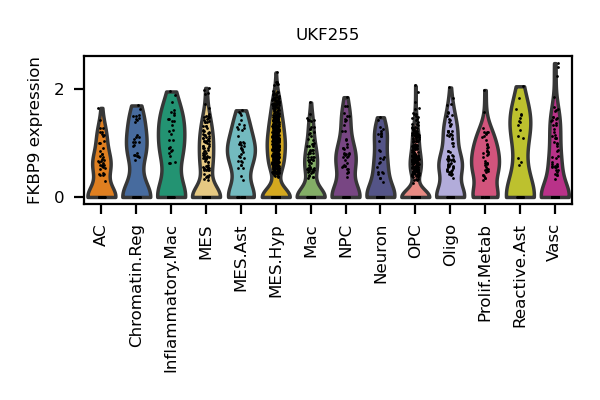 UKF255
FKBP9 expression
2
0
AC
Chromatin.Reg
Inflammatory.Mac
MES
MES.Ast
MES.Hyp
Mac
NPC
Neuron
OPC
Oligo
Prolif.Metab
Reactive.Ast
Vasc